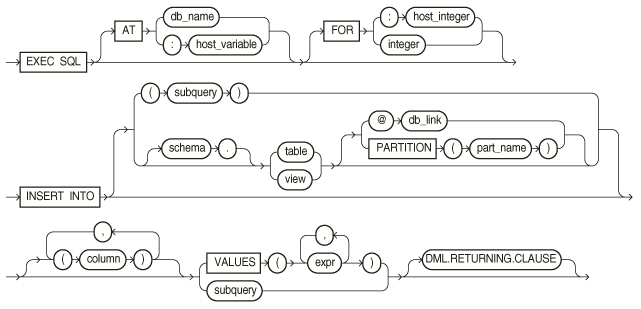 AT db_name
: host_variable
FOR : host_integer
integer
EXEC SQL
( subquery )
schema . table
view
@ db_link
PARTITION ( part_name )
INSERT INTO
,
( column )
VALUES ( expr )
,
subquery
DML.RETURNING.CLAUSE